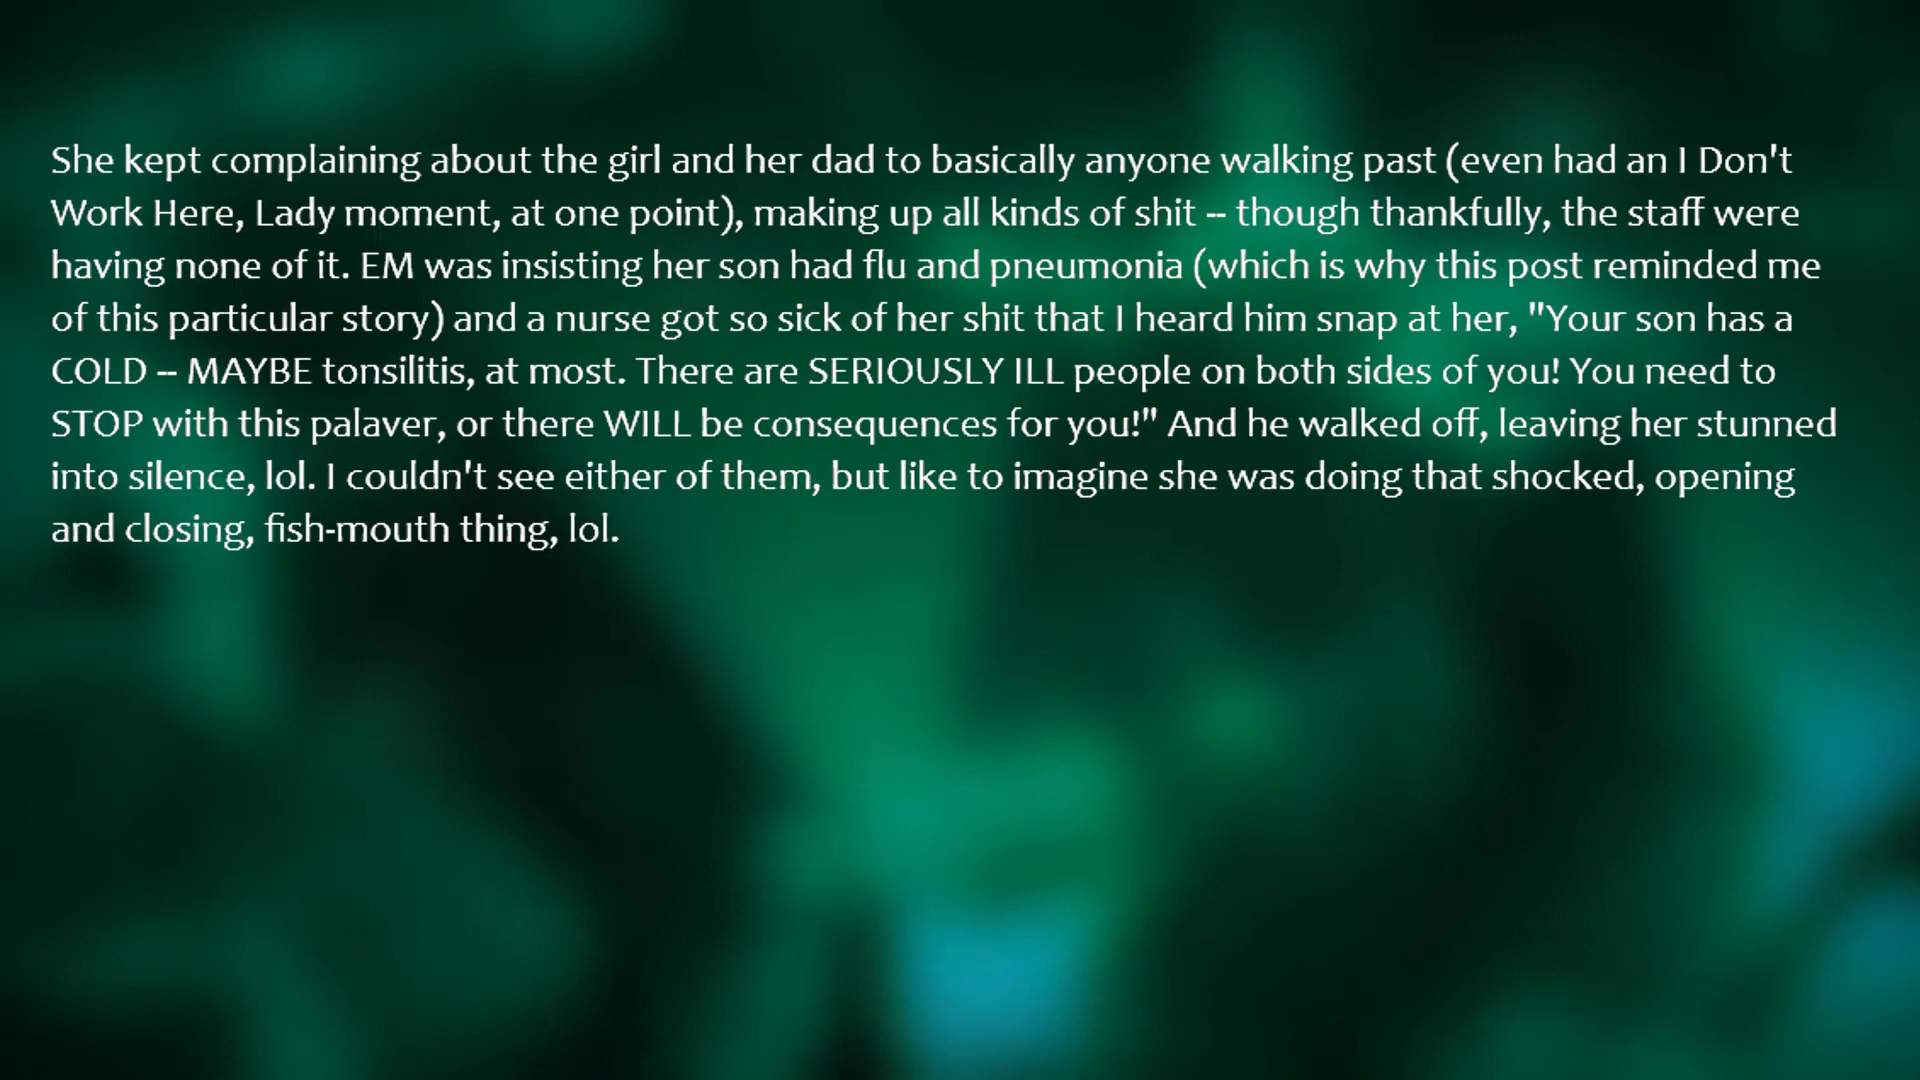 She kept complaining about the girl and her dad to basically anyone walking past (even had an I Don't
Work Here, Lady moment, at one point), making up all kinds of shit -- though thankfully, the staff were
having none of it. EM was insisting her son had flu and pneumonia (which is why this post reminded me
of this particular story) and a nurse got so sick of her shit that I heard him snap at her, "Your son has a
COLD -- MAYBE tonsilitis, at most. There are SERIOUSLY ILL people on both sides of you! You need to
STOP with this palaver, or there WILL be consequences for you!" And he walked off, leaving her stunned
into silence, lol. I couldn't see either of them, but like to imagine she was doing that shocked, opening
and closing, fish-mouth thing, lol.